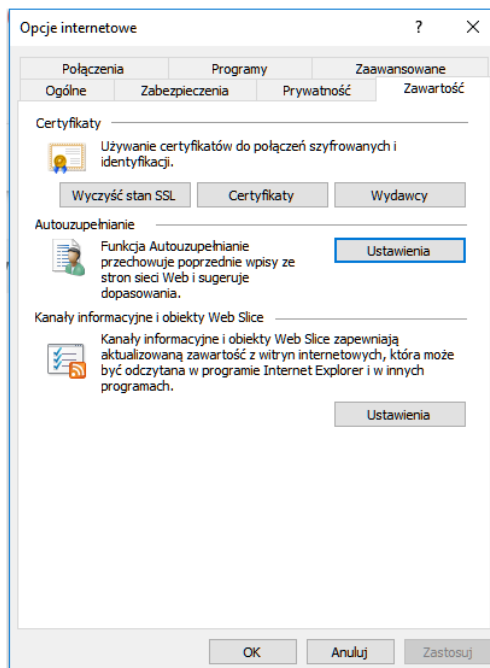 Opcje internetowe
?
Połączenia Programy Zaawansowane
Ogólne Zabezpieczenia Prywatność Zawartość
Certyfikaty
Używanie certyfikatów do połączeń szyfrowanych i
identyfikacji.
Wyczyść stan SSL Certyfikaty Wydawcy
Autouzupełnianie
Funkcja Autouzupełnianie
przechowuje poprzednie wpisy ze
stron sieci Web i sugeruje
dopasowania.
Ustawienia
Kanały informacyjne i obiekty Web Slice
Kanały informacyjne i obiekty Web Slice zapewniają
aktualizowaną zawartość z witryn internetowych, która może
być odczytana w programie Internet Explorer i w innych
programach.
Ustawienia
OK Anuluj Zastosuj